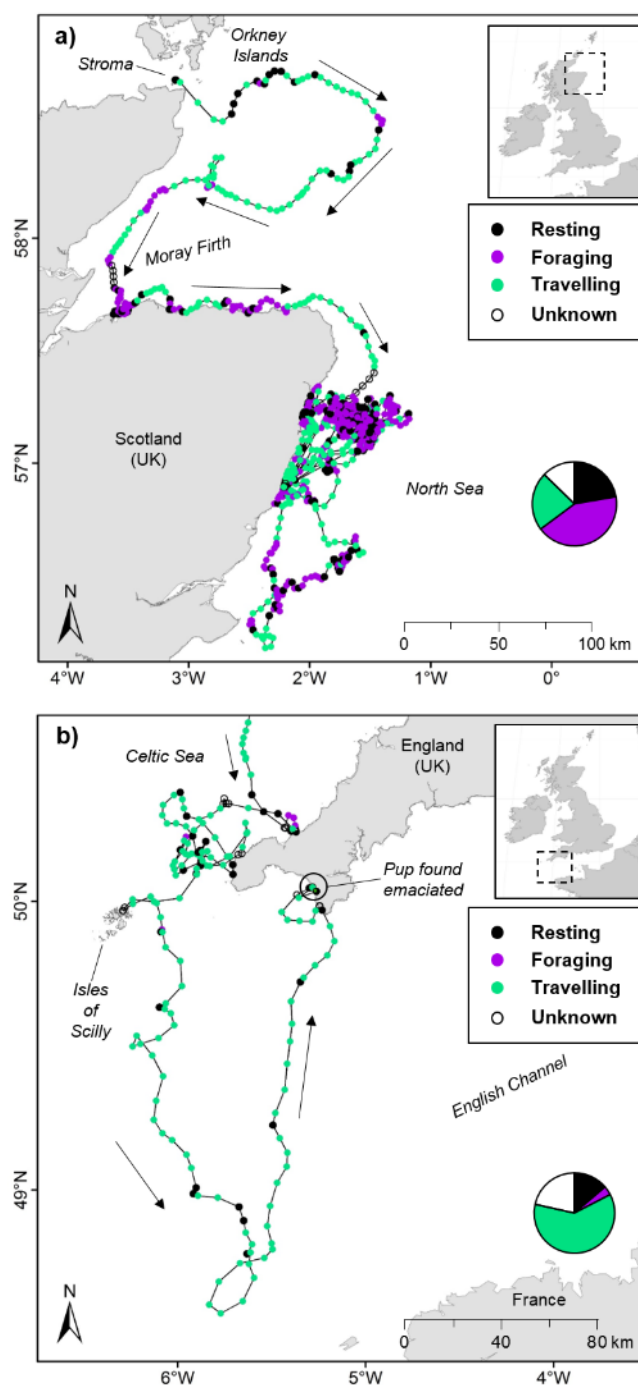 a)
Orkney
Islands
Stroma
58°N
Moray Firth
Resting
Foraging
Travelling
Unknown
57°N
Scotland
(UK)
North Sea
N
0 50 100 km
4°W 3°W 2°W 1°W 0°
b)
Celtic Sea
England
(UK)
Pup found
emaciated
50°N
Isles
of
Scilly
Resting
Foraging
Travelling
Unknown
English Channel
49°N
N
France
0 40 80 km
6°W 5°W 4°W